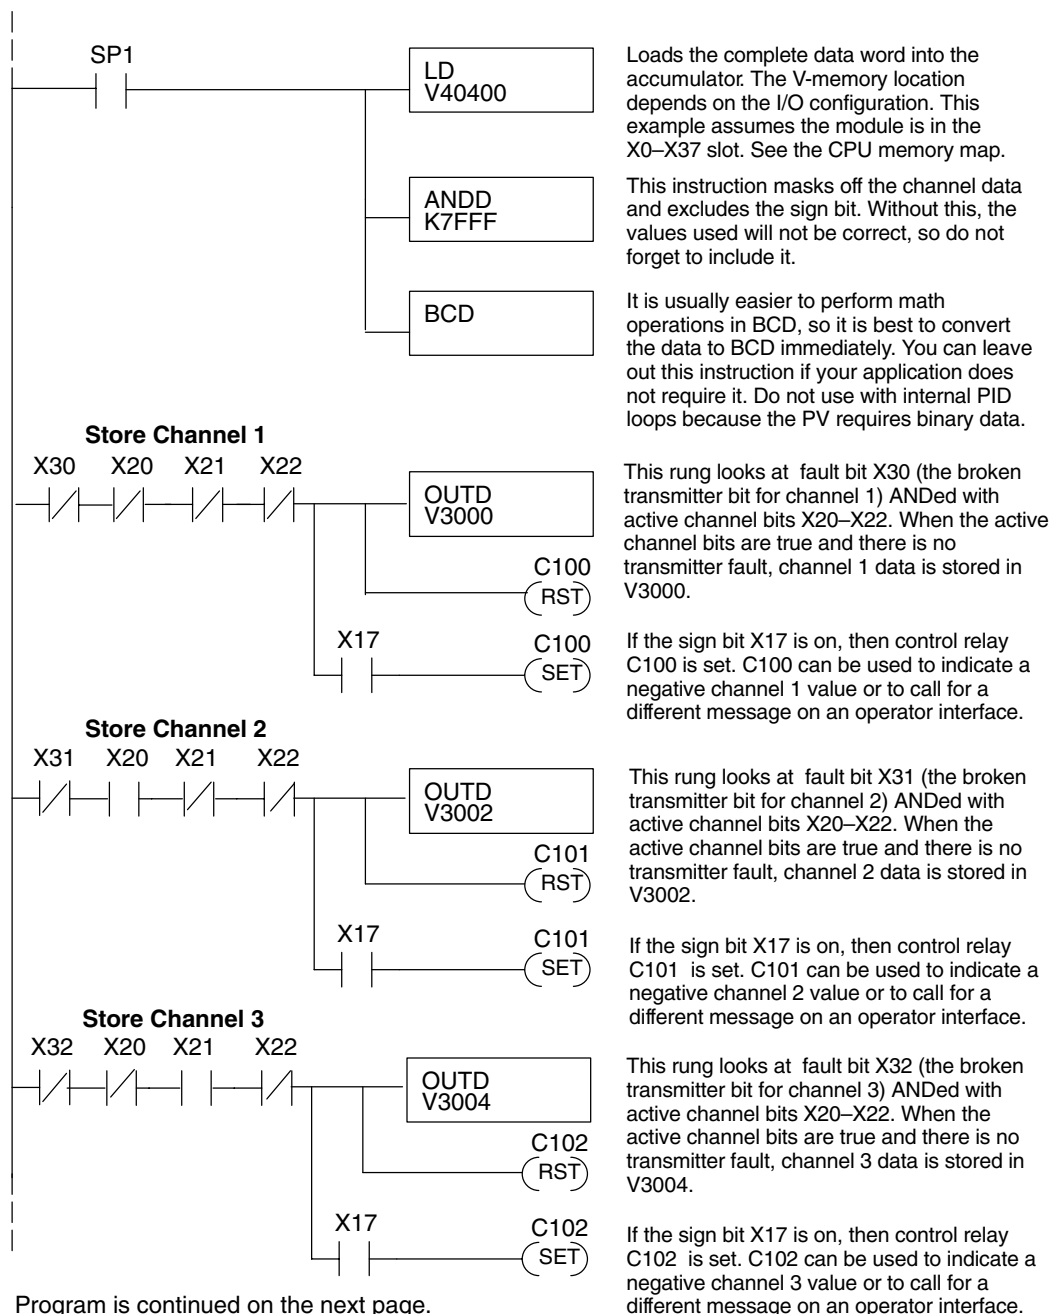 SP1
LD
V40400
Loads the complete data word into the
accumulator. The V-memory location
depends on the I/O configuration. This
example assumes the module is in the
X0–X37 slot. See the CPU memory map.
ANDD
K7FFF
This instruction masks off the channel data
and excludes the sign bit. Without this, the
values used will not be correct, so do not
forget to include it.
BCD
It is usually easier to perform math
operations in BCD, so it is best to convert
the data to BCD immediately. You can leave
out this instruction if your application does
not require it. Do not use with internal PID
loops because the PV requires binary data.
Store Channel 1
X30 X20 X21 X22
OUTD
V3000
C100
RST
This rung looks at fault bit X30 (the broken
transmitter bit for channel 1) ANDed with
active channel bits X20–X22. When the active
channel bits are true and there is no
transmitter fault, channel 1 data is stored in
V3000.
X17
C100
SET
If the sign bit X17 is on, then control relay
C100 is set. C100 can be used to indicate a
negative channel 1 value or to call for a
different message on an operator interface.
Store Channel 2
X31 X20 X21 X22
OUTD
V3002
C101
RST
This rung looks at fault bit X31 (the broken
transmitter bit for channel 2) ANDed with
active channel bits X20–X22. When the
active channel bits are true and there is no
transmitter fault, channel 2 data is stored in
V3002.
X17
C101
SET
If the sign bit X17 is on, then control relay
C101 is set. C101 can be used to indicate a
negative channel 2 value or to call for a
different message on an operator interface.
Store Channel 3
X32 X20 X21 X22
OUTD
V3004
C102
RST
This rung looks at fault bit X32 (the broken
transmitter bit for channel 3) ANDed with
active channel bits X20–X22. When the
active channel bits are true and there is no
transmitter fault, channel 3 data is stored in
V3004.
X17
C102
SET
If the sign bit X17 is on, then control relay
C102 is set. C102 can be used to indicate a
negative channel 3 value or to call for a
different message on an operator interface.
Program is continued on the next page.